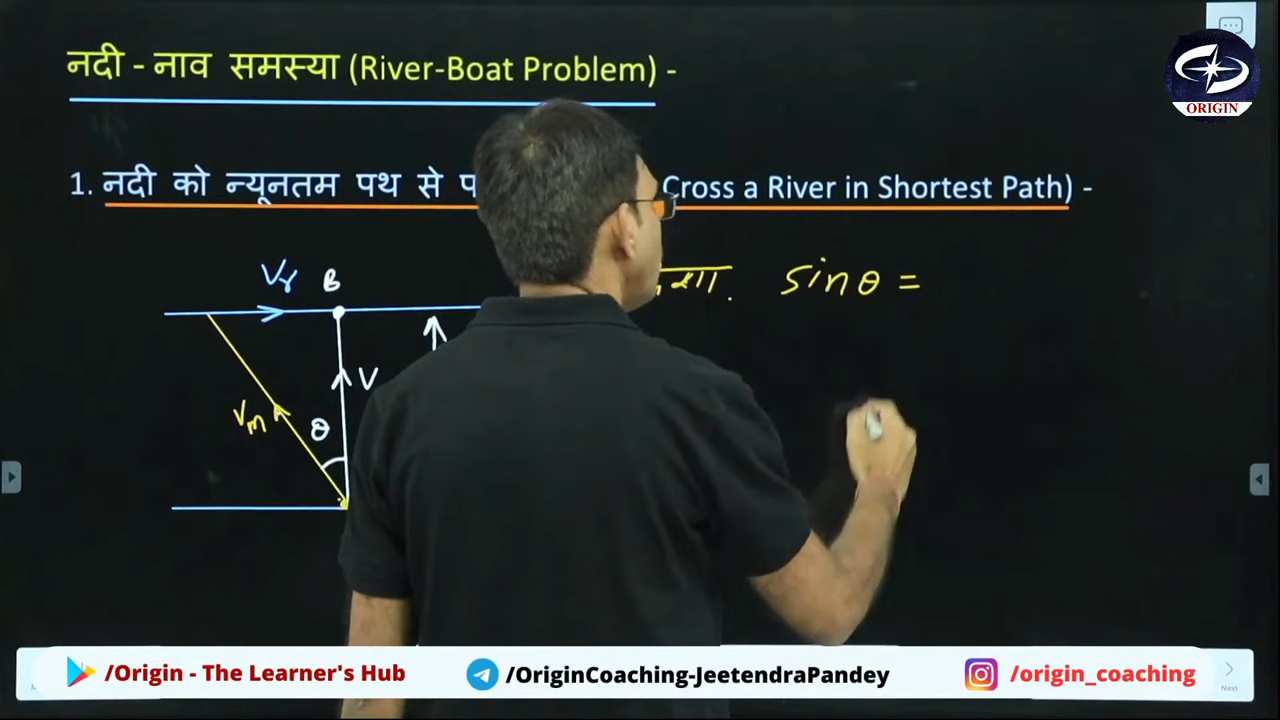 नदी - नाव समस्या (River-Boat Problem) -
ORIGIN
1. नदी को न्यूनतम पथ से Cross a River in Shortest Path) -
Vr B
sinθ =
V
Vm θ
/Origin - The Learner's Hub
/OriginCoaching-JeetendraPandey
/origin_coaching
Next